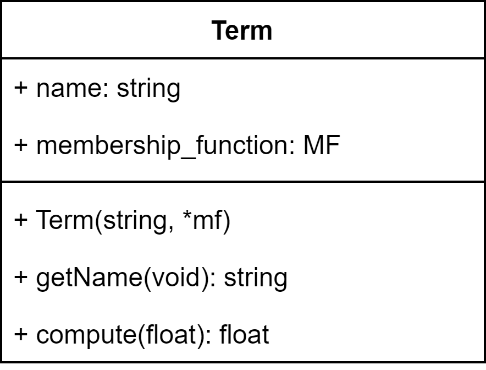 Term
+ name: string
+ membership_function: MF
+ Term(string, *mf)
+ getName(void): string
+ compute(float): float